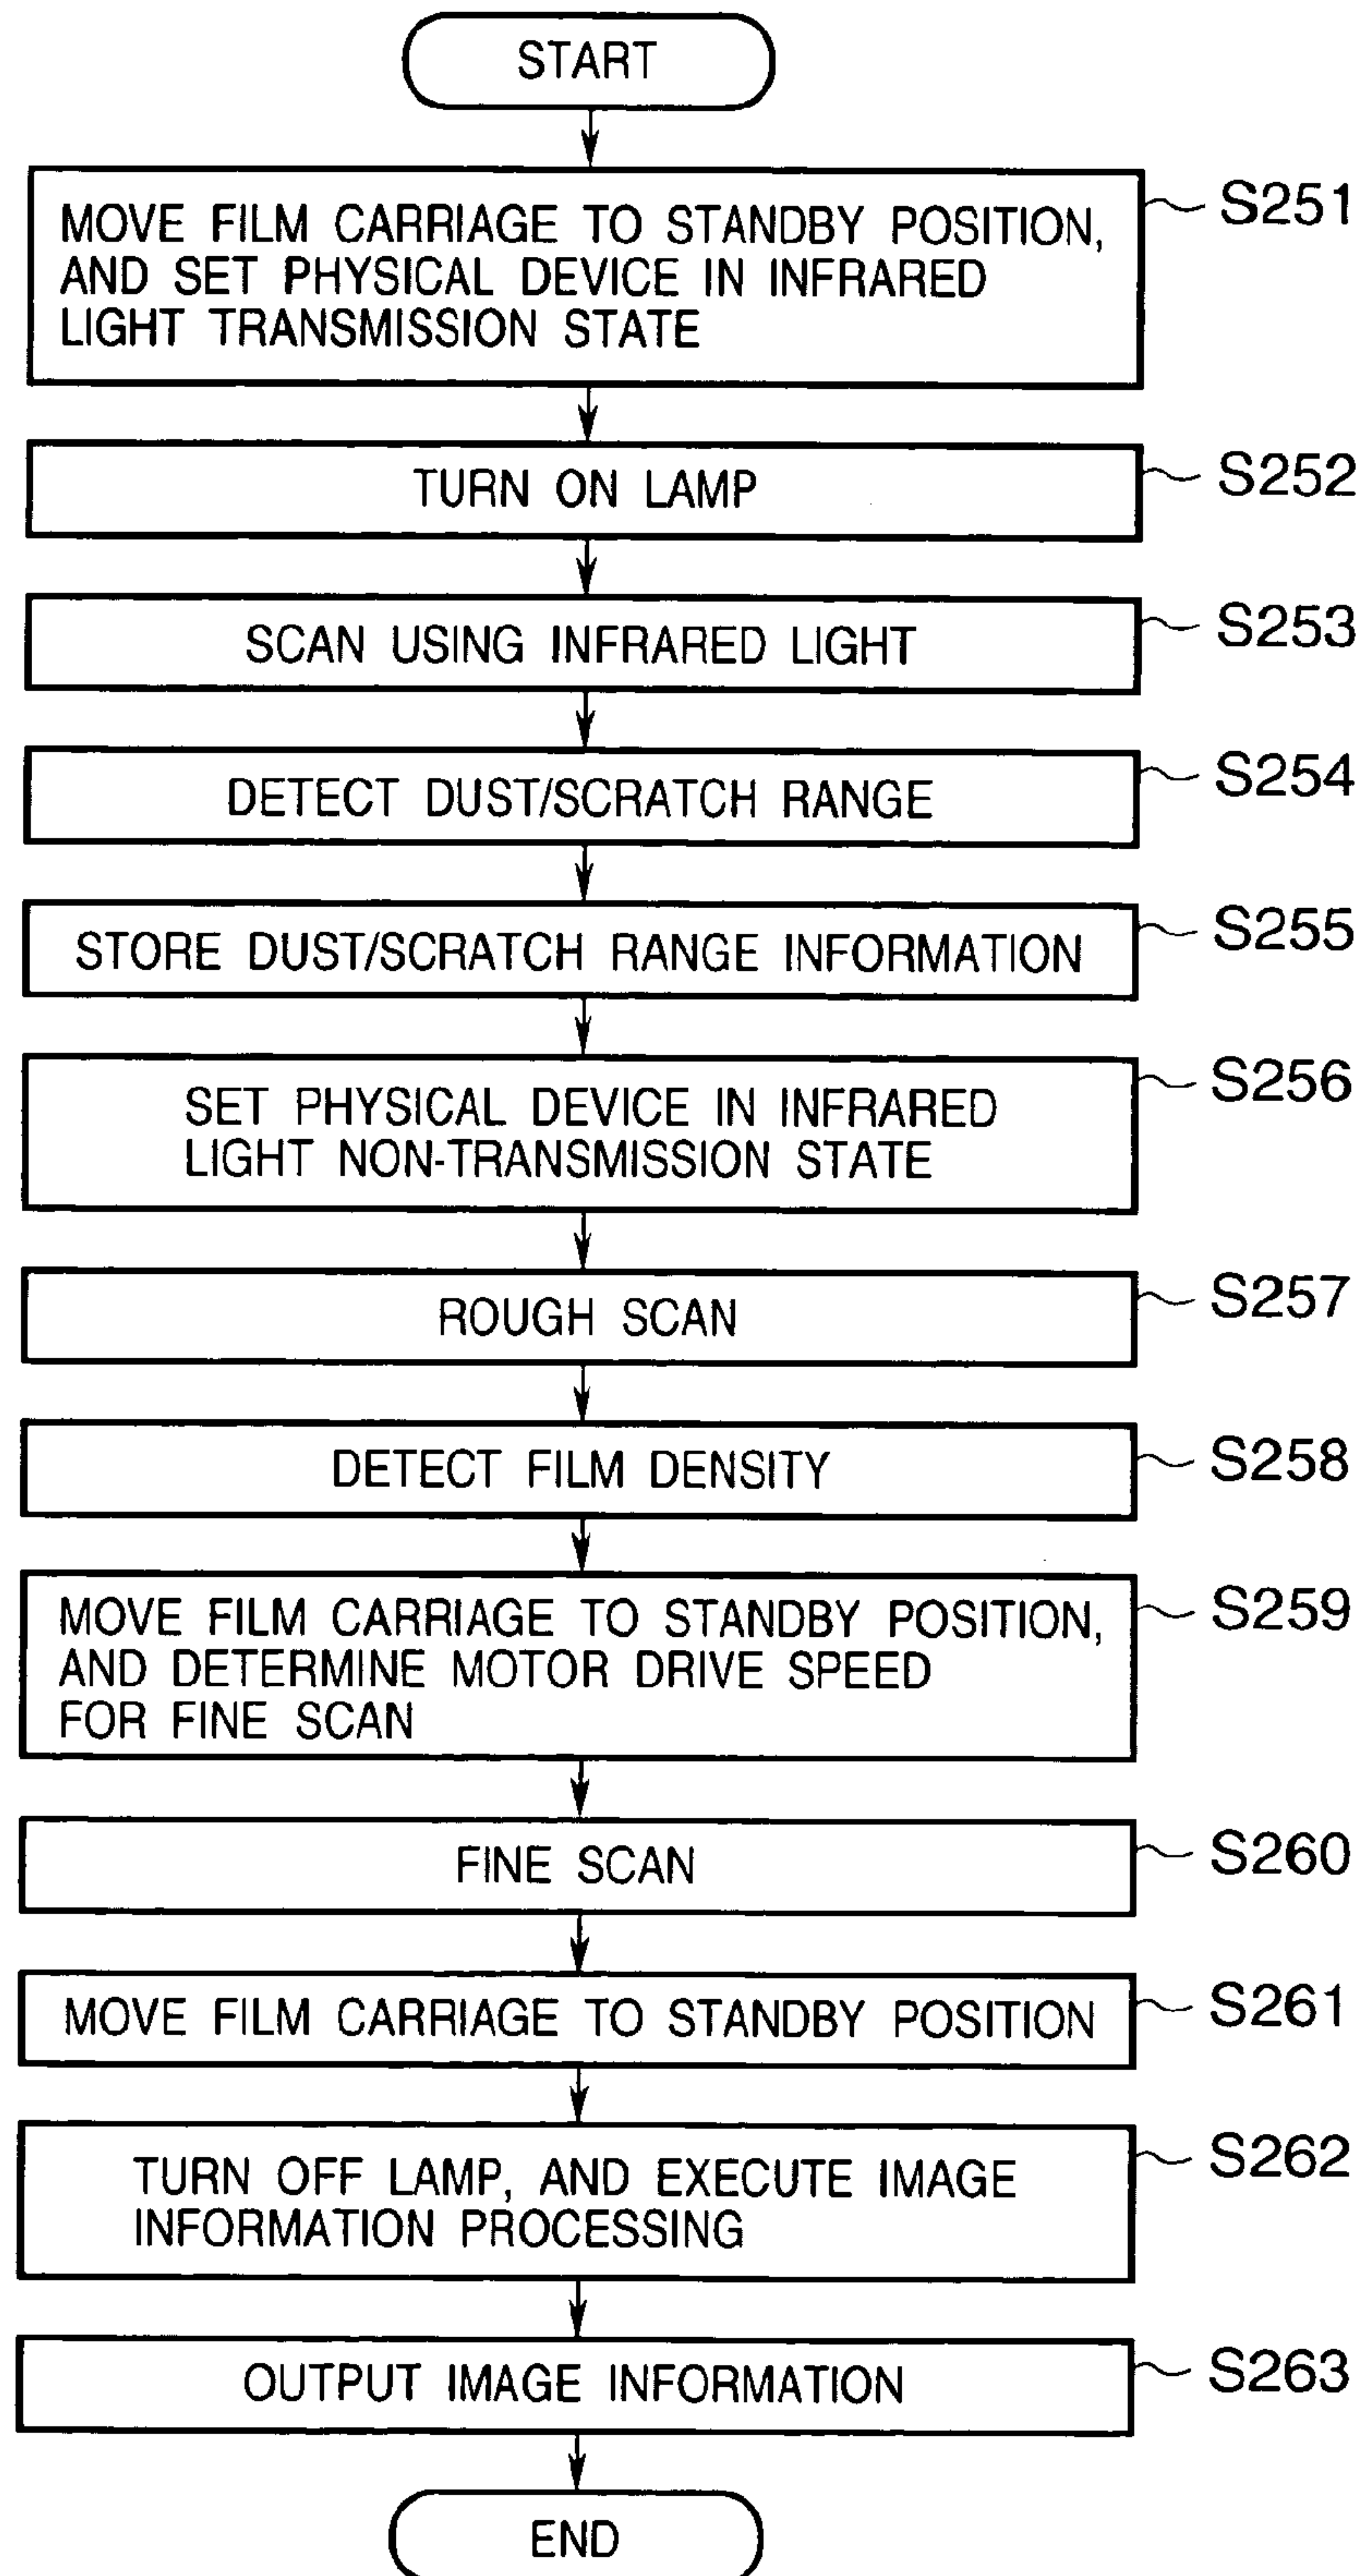 START
MOVE FILM CARRIAGE TO STANDBY POSITION,
AND SET PHYSICAL DEVICE IN INFRARED
LIGHT TRANSMISSION STATE
S251
TURN ON LAMP
S252
SCAN USING INFRARED LIGHT
S253
DETECT DUST/SCRATCH RANGE
S254
STORE DUST/SCRATCH RANGE INFORMATION
S255
SET PHYSICAL DEVICE IN INFRARED
LIGHT NON-TRANSMISSION STATE
S256
ROUGH SCAN
S257
DETECT FILM DENSITY
S258
MOVE FILM CARRIAGE TO STANDBY POSITION,
AND DETERMINE MOTOR DRIVE SPEED
FOR FINE SCAN
S259
FINE SCAN
S260
MOVE FILM CARRIAGE TO STANDBY POSITION
S261
TURN OFF LAMP, AND EXECUTE IMAGE
INFORMATION PROCESSING
S262
OUTPUT IMAGE INFORMATION
S263
END